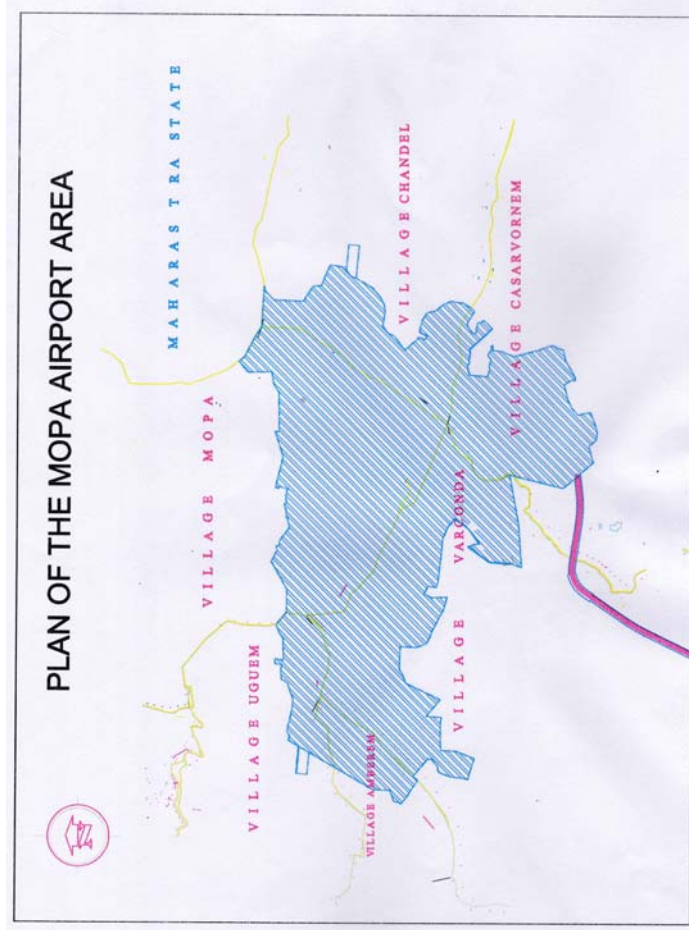 PLAN OF THE MOPA AIRPORT AREA
MAHARAS T RA STATE
VILLAGE MOPA
VILLAGE UGUEM
VILLAGE CHANDEL
VILLAGE CASARVORNEM
VILLAGE VARCONDA
VILLAGE AMBEREM
N